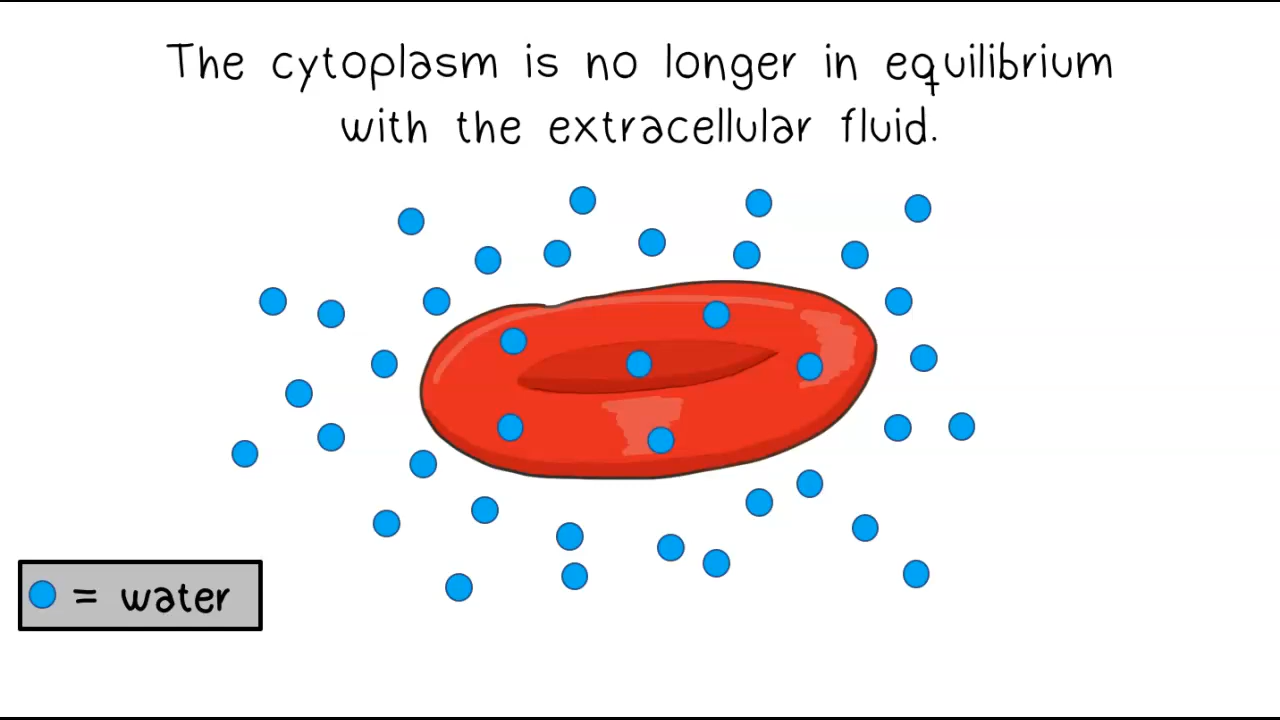 The cytoplasm is no longer in equilibrium
with the extracellular fluid.
= water